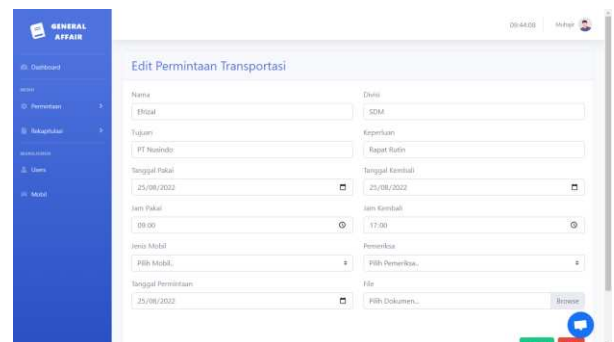 GENERAL
AFFAIR
09:44:00
Dashboard
Edit Permintaan Transportasi
MENU
Permintaan
Rekapitulasi
Users
Mobil
Nama
Divisi
Efrizal
SDM
Tujuan
Keperluan
PT Nusindo
Rapat Rutin
Tanggal Pakai
Tanggal Kembali
25/08/2022
25/08/2022
Jam Pakai
Jam Kembali
09:00
17:00
Jenis Mobil
Pemeriksa
Pilih Mobil..
Pilih Pemeriksa..
Tanggal Permintaan
File
25/08/2022
Pilih Dokumen...
Browse